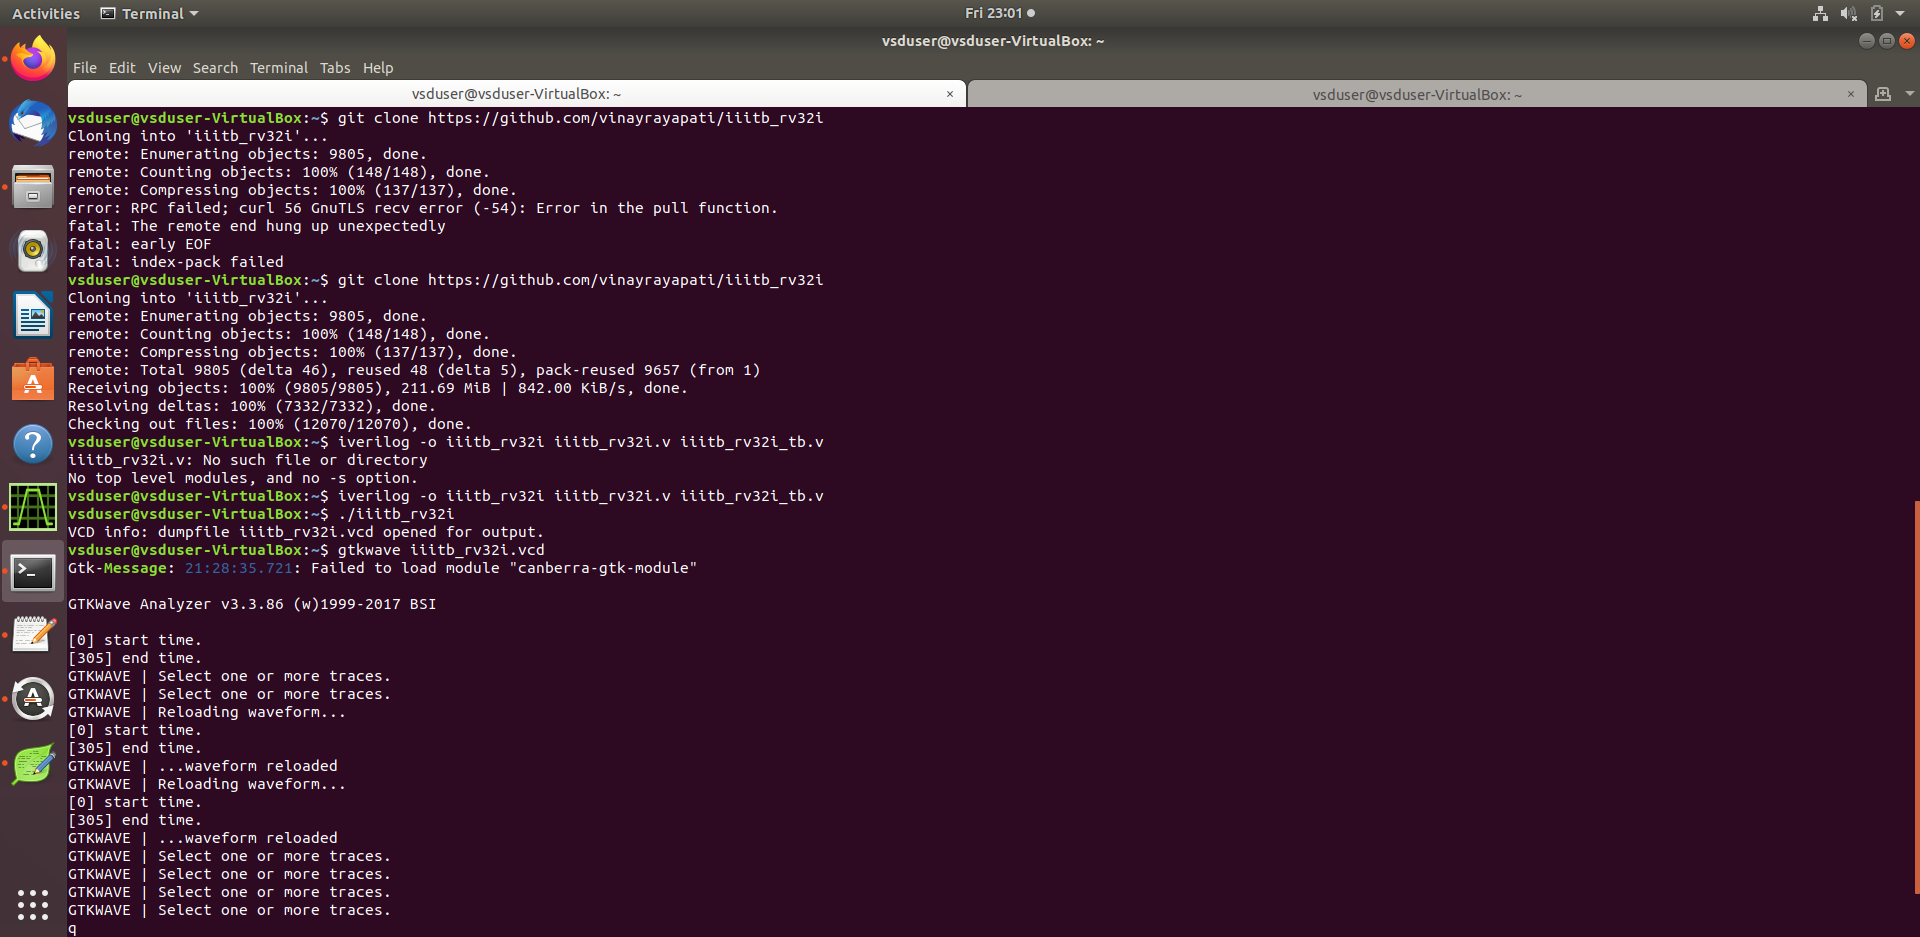 Activities Terminal Fri 23:01
vsduser@vsduser-VirtualBox: ~
File Edit View Search Terminal Tabs Help
vsduser@vsduser-VirtualBox: ~ × vsduser@vsduser-VirtualBox: ~ ×
vsduser@vsduser-VirtualBox:~$ git clone https://github.com/vinayrayapati/iiitb_rv32i
Cloning into 'iiitb_rv32i'...
remote: Enumerating objects: 9805, done.
remote: Counting objects: 100% (148/148), done.
remote: Compressing objects: 100% (137/137), done.
error: RPC failed; curl 56 GnuTLS recv error (-54): Error in the pull function.
fatal: The remote end hung up unexpectedly
fatal: early EOF
fatal: index-pack failed
vsduser@vsduser-VirtualBox:~$ git clone https://github.com/vinayrayapati/iiitb_rv32i
Cloning into 'iiitb_rv32i'...
remote: Enumerating objects: 9805, done.
remote: Counting objects: 100% (148/148), done.
remote: Compressing objects: 100% (137/137), done.
remote: Total 9805 (delta 46), reused 48 (delta 5), pack-reused 9657 (from 1)
Receiving objects: 100% (9805/9805), 211.69 MiB | 842.00 KiB/s, done.
Resolving deltas: 100% (7332/7332), done.
Checking out files: 100% (12070/12070), done.
vsduser@vsduser-VirtualBox:~$ iverilog -o iiitb_rv32i iiitb_rv32i.v iiitb_rv32i_tb.v
iiitb_rv32i.v: No such file or directory
No top level modules, and no -s option.
vsduser@vsduser-VirtualBox:~$ iverilog -o iiitb_rv32i iiitb_rv32i.v iiitb_rv32i_tb.v
vsduser@vsduser-VirtualBox:~$ ./iiitb_rv32i
VCD info: dumpfile iiitb_rv32i.vcd opened for output.
vsduser@vsduser-VirtualBox:~$ gtkwave iiitb_rv32i.vcd
Gtk-Message: 21:28:35.721: Failed to load module "canberra-gtk-module"
GTKWave Analyzer v3.3.86 (w)1999-2017 BSI
[0] start time.
[305] end time.
GTKWAVE | Select one or more traces.
GTKWAVE | Select one or more traces.
GTKWAVE | Reloading waveform...
[0] start time.
[305] end time.
GTKWAVE | ...waveform reloaded
GTKWAVE | Reloading waveform...
[0] start time.
[305] end time.
GTKWAVE | ...waveform reloaded
GTKWAVE | Select one or more traces.
GTKWAVE | Select one or more traces.
GTKWAVE | Select one or more traces.
GTKWAVE | Select one or more traces.
q